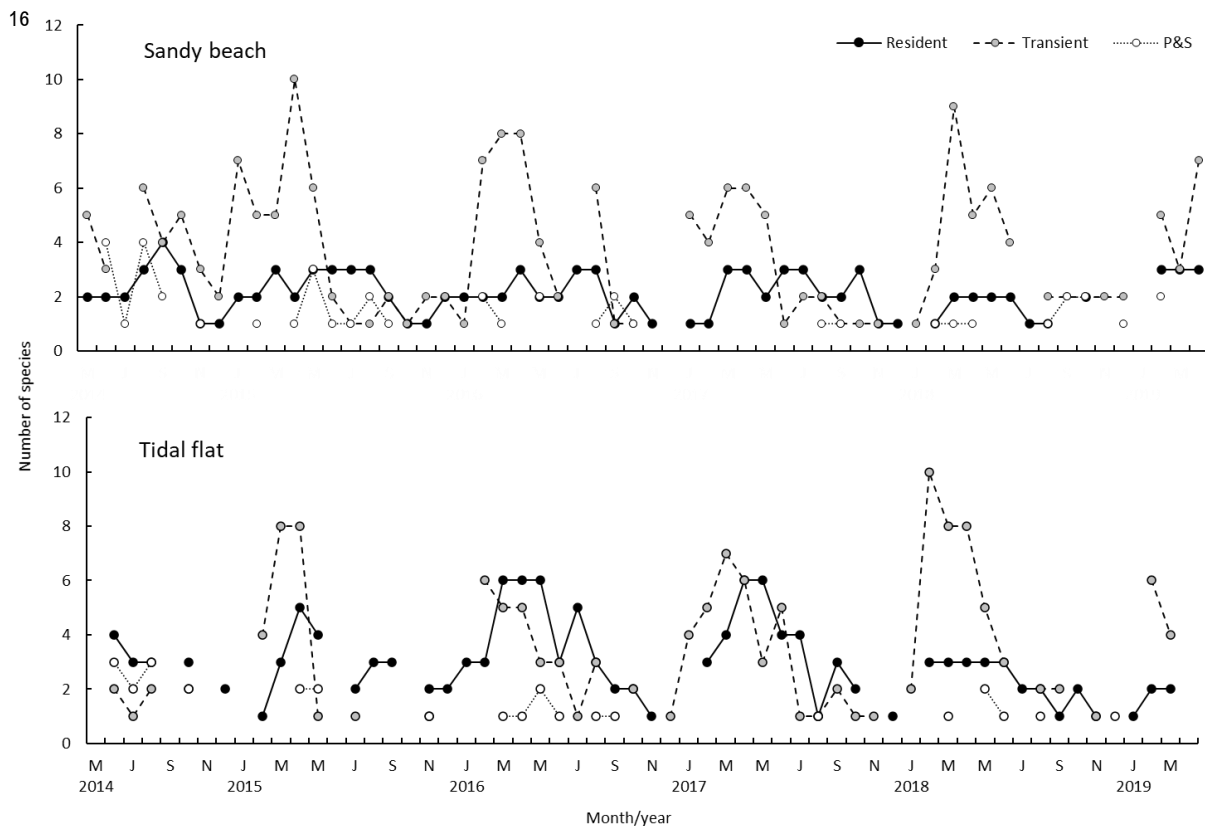 16
12
Sandy beach
Resident Transient P&S
10
8
6
4
2
0
Number of species
12
Tidal flat
10
8
6
4
2
0
M J S N J M M J S N J M M J S N J M M J S N J M M J S N J M
2014 2015 2016 2017 2018 2019
Month/year